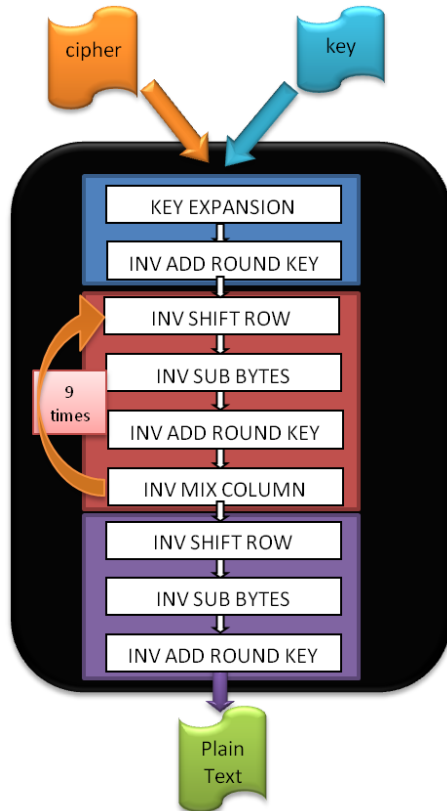 cipher
key
KEY EXPANSION
INV ADD ROUND KEY
INV SHIFT ROW
INV SUB BYTES
9
times
INV ADD ROUND KEY
INV MIX COLUMN
INV SHIFT ROW
INV SUB BYTES
INV ADD ROUND KEY
Plain
Text